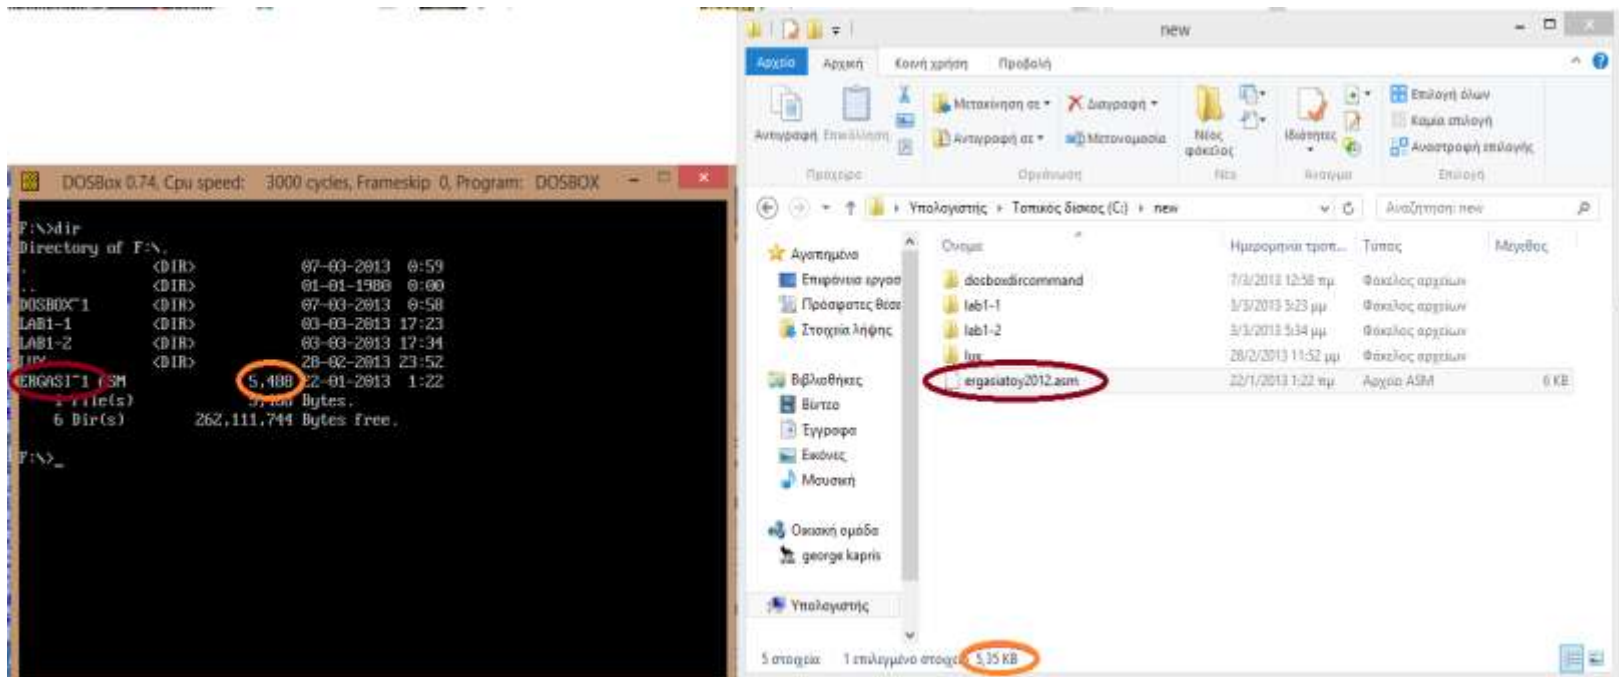 new
Αρχείο Αρχική Κοινή χρήση Προβολή
Αντιγραφή Επικόλληση
Μετακίνηση σε
Αντιγραφή σε
Διαγραφή
Μετονομασία
Νέος φάκελος
Ιδιότητες
Επιλογή όλων
Καμία επιλογή
Αναστροφή επιλογής
Πρόχειρο Οργάνωση Νέα Άνοιγμα Επιλογή
Υπολογιστής Τοπικός δίσκος (C:) new
Αναζήτηση: new
DOSBox 0.74, Cpu speed: 3000 cycles, Frameskip 0, Program: DOSBOX
F:\>dir
Directory of F:\.
. <DIR> 07-03-2013 0:59
.. <DIR> 01-01-1980 0:00
DOSBOX~1 <DIR> 07-03-2013 0:58
LAB1-1 <DIR> 03-03-2013 17:23
LAB1-2 <DIR> 03-03-2013 17:34
<DIR> 28-02-2013 23:52
ERGASI~1 ASM 22-01-2013 1:22
1 File(s) Bytes.
6 Dir(s) 262,111,744 Bytes free.
F:\>_
Αγαπημένα
Επιφάνεια εργασ
Πρόσφατες θέσε
Στοιχεία λήψης
Βιβλιοθήκες
Βίντεο
Έγγραφα
Εικόνες
Μουσική
Οικιακή ομάδα
george kapris
Υπολογιστής
Όνομα Ημερομηνία τροπ... Τύπος Μέγεθος
dosboxdircommand 7/3/2013 12:58 πμ Φάκελος αρχείων
lab1-1 3/3/2013 5:23 μμ Φάκελος αρχείων
lab1-2 3/3/2013 5:34 μμ Φάκελος αρχείων
lux 28/2/2013 11:52 μμ Φάκελος αρχείων
ergasiatoy2012.asm 22/1/2013 1:22 πμ Αρχείο ASM 6 KB
5 στοιχεία 1 επιλεγμένο στοιχείο 5,35 KB